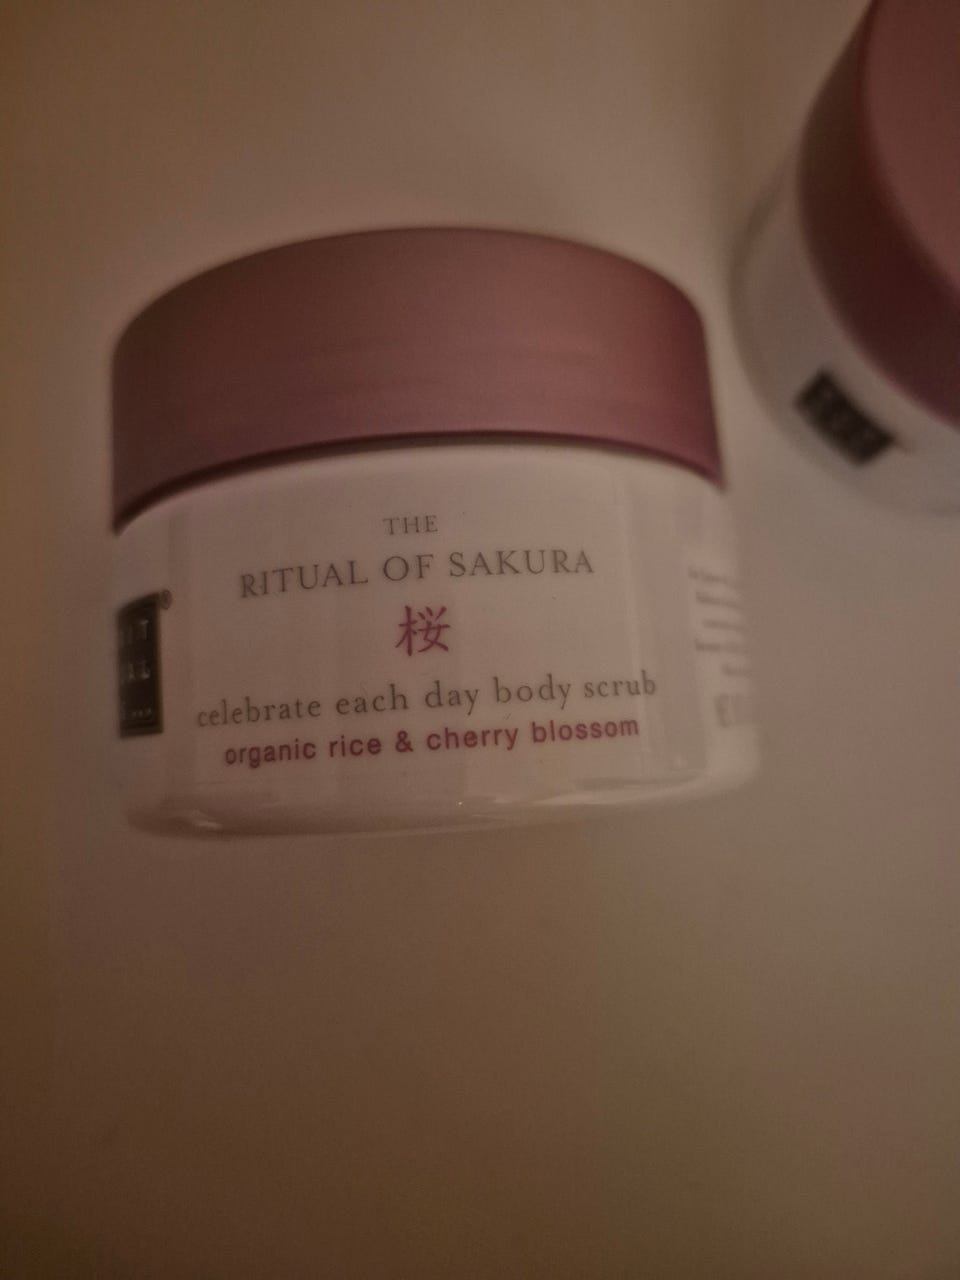 THE
RITUAL OF SAKURA
桜
celebrate each day body scrub
organic rice & cherry blossom